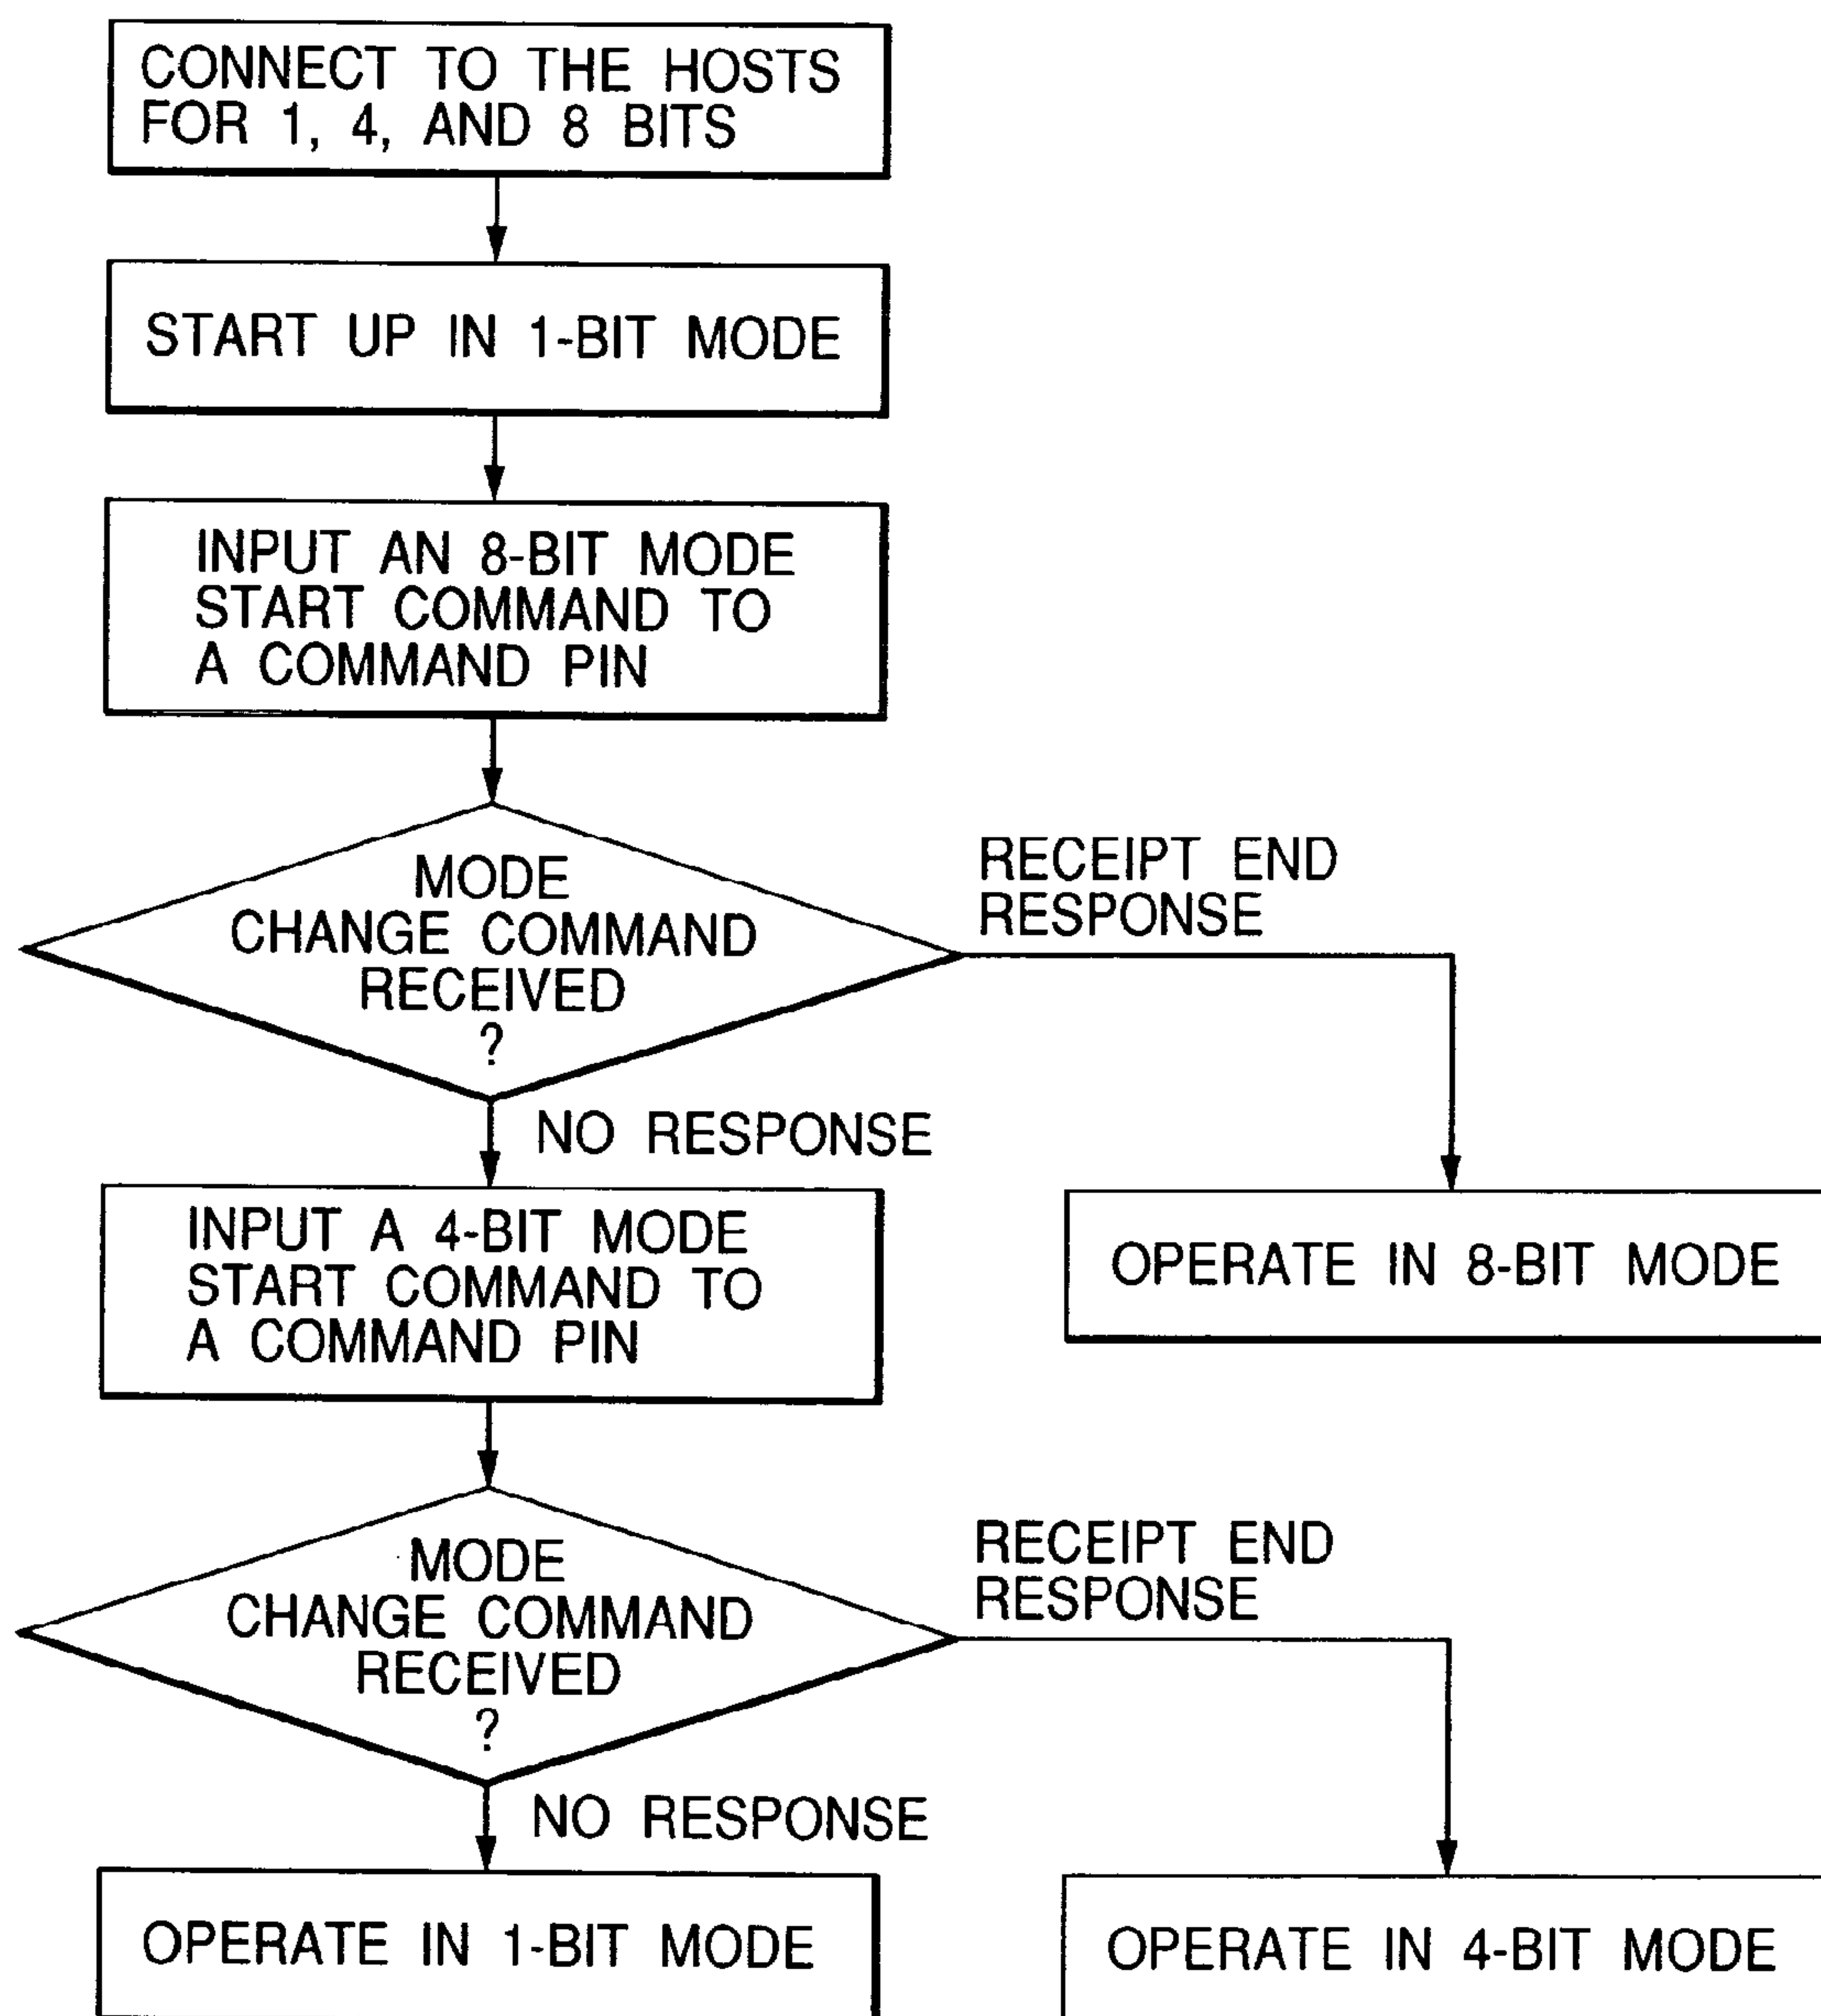 CONNECT TO THE HOSTS
FOR 1, 4, AND 8 BITS
START UP IN 1-BIT MODE
INPUT AN 8-BIT MODE
START COMMAND TO
A COMMAND PIN
MODE
CHANGE COMMAND
RECEIVED
?
RECEIPT END
RESPONSE
NO RESPONSE
OPERATE IN 8-BIT MODE
INPUT A 4-BIT MODE
START COMMAND TO
A COMMAND PIN
MODE
CHANGE COMMAND
RECEIVED
?
RECEIPT END
RESPONSE
NO RESPONSE
OPERATE IN 1-BIT MODE
OPERATE IN 4-BIT MODE